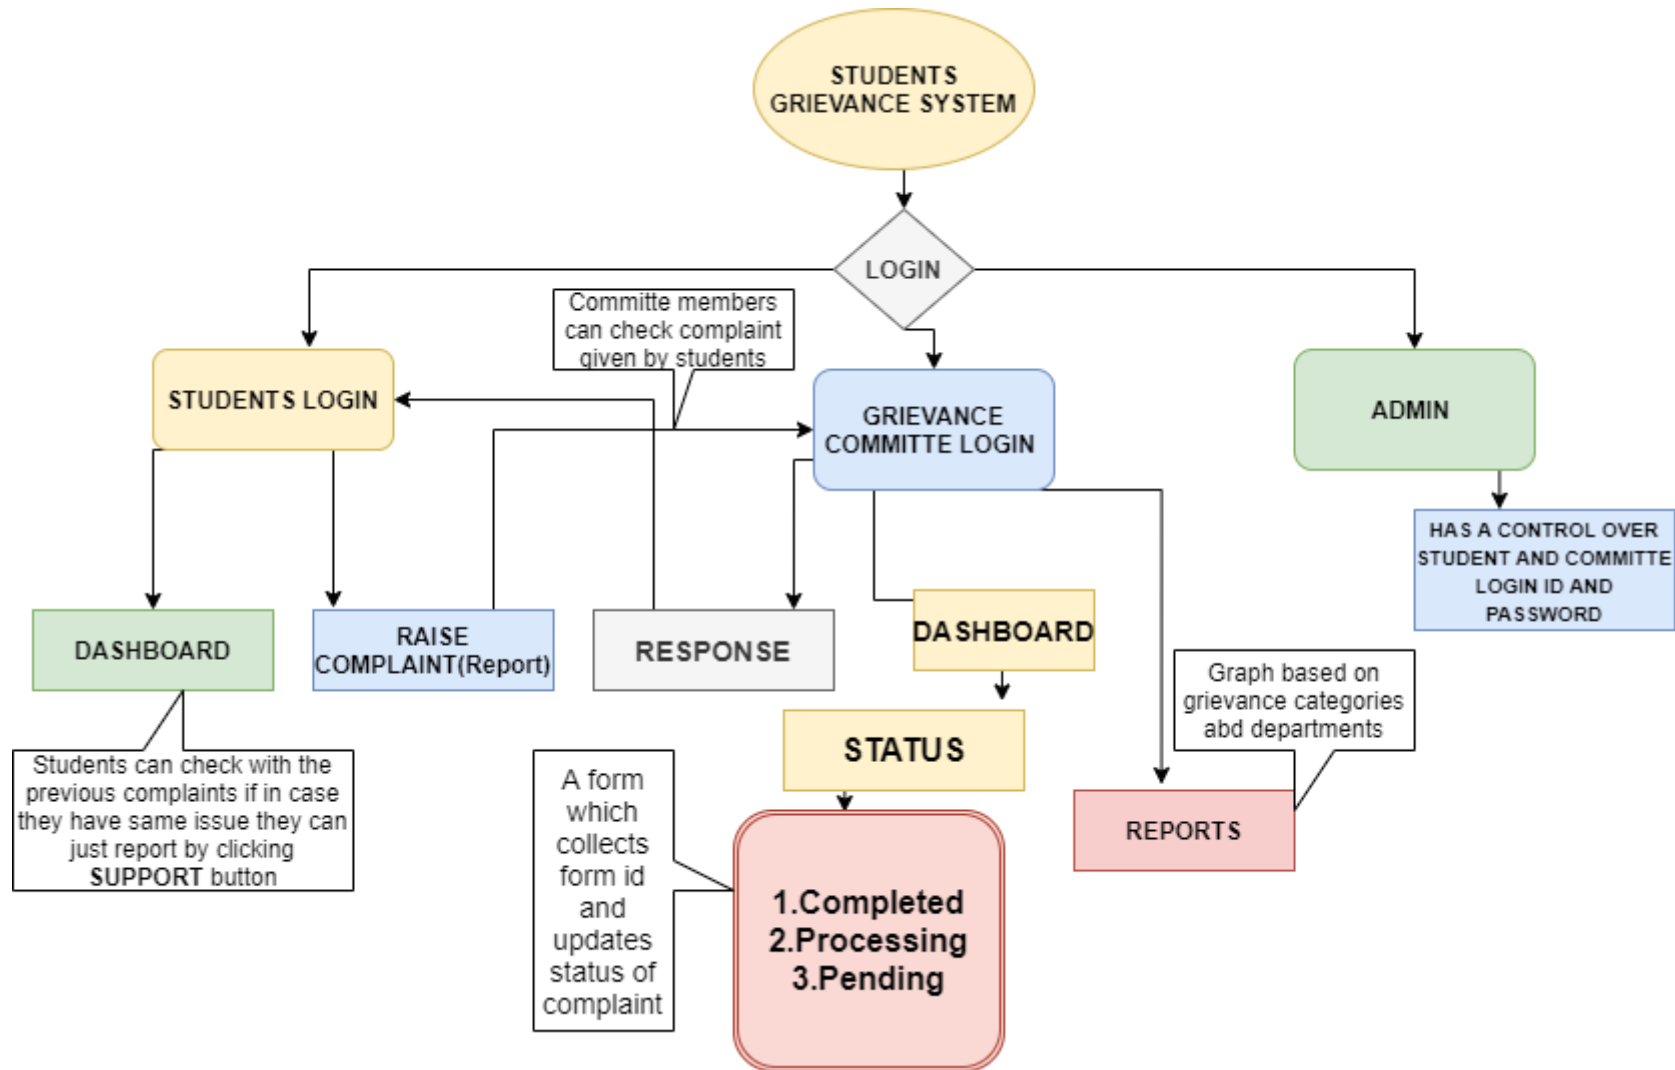 STUDENTS
GRIEVANCE SYSTEM
LOGIN
Committe members
can check complaint
given by students
STUDENTS LOGIN
GRIEVANCE
COMMITTE LOGIN
ADMIN
HAS A CONTROL OVER
STUDENT AND COMMITTE
LOGIN ID AND
PASSWORD
DASHBOARD
RAISE
COMPLAINT(Report)
RESPONSE
DASHBOARD
Graph based on
grievance categories
abd departments
STATUS
Students can check with the
previous complaints if in case
they have same issue they can
just report by clicking
SUPPORT button
A form
which
collects
form id
and
updates
status of
complaint
REPORTS
1.Completed
2.Processing
3.Pending